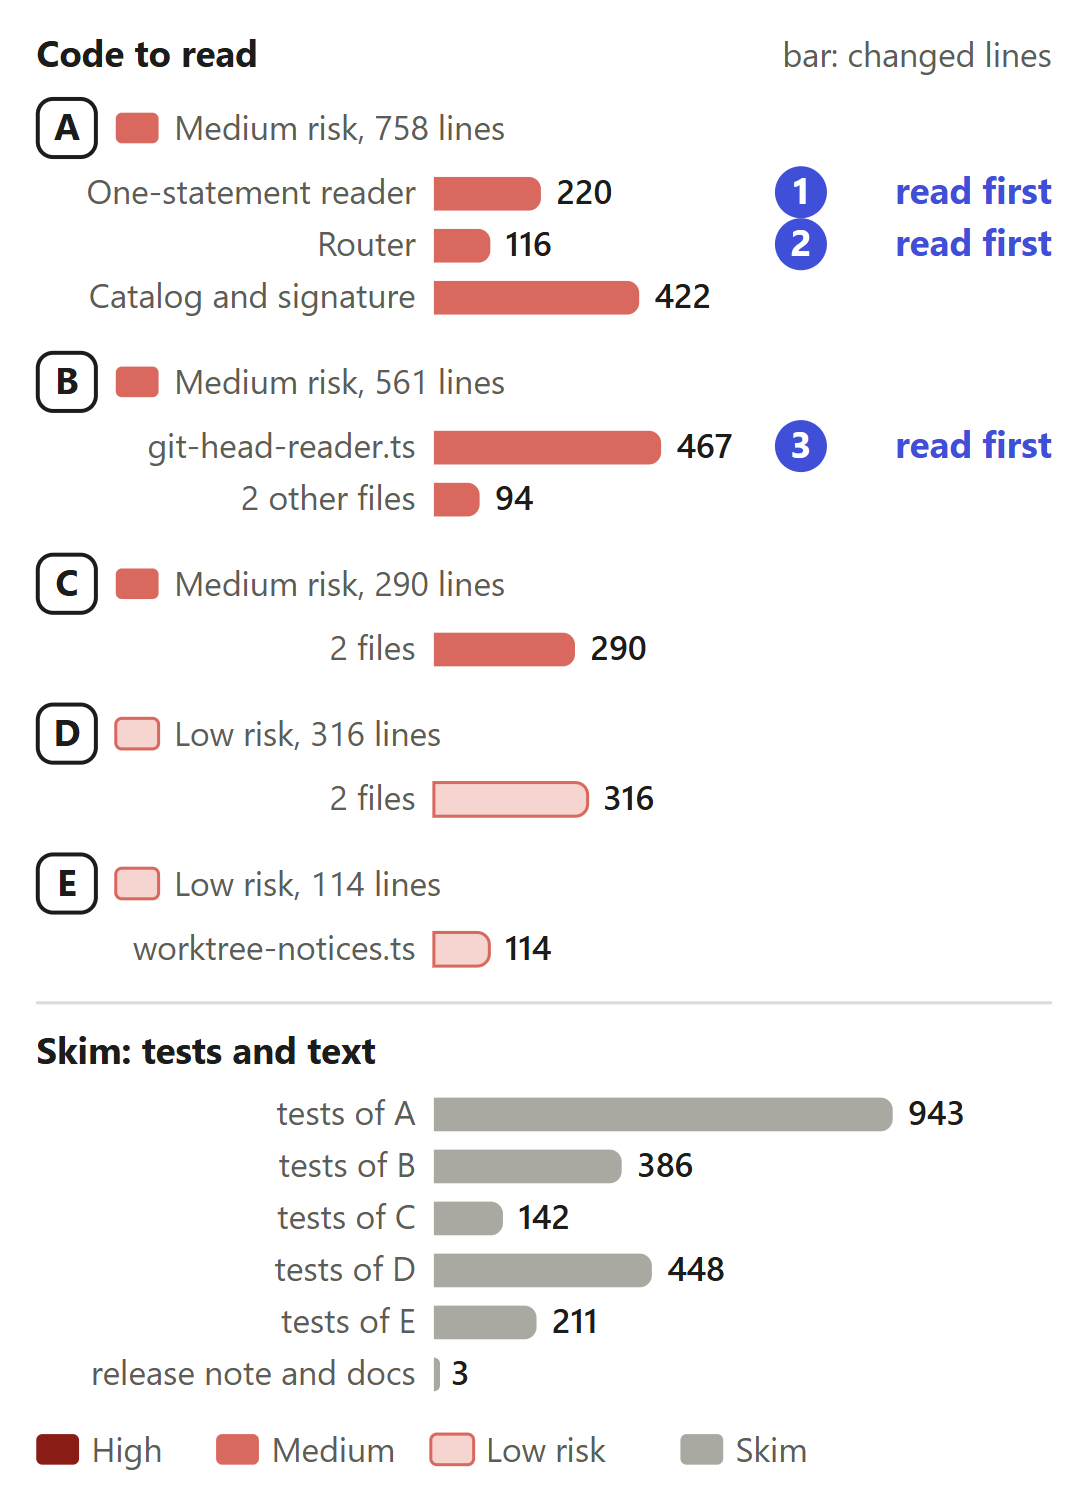 Code to read bar: changed lines
A Medium risk, 758 lines
One-statement reader 220 1 read first
Router 116 2 read first
Catalog and signature 422
B Medium risk, 561 lines
git-head-reader.ts 467 3 read first
2 other files 94
C Medium risk, 290 lines
2 files 290
D Low risk, 316 lines
2 files 316
E Low risk, 114 lines
worktree-notices.ts 114
Skim: tests and text
tests of A 943
tests of B 386
tests of C 142
tests of D 448
tests of E 211
release note and docs 3
High Medium Low risk Skim